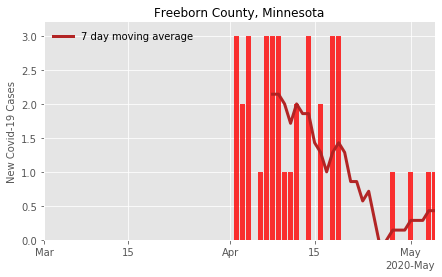 Freeborn County, Minnesota
7 day moving average
New Covid-19 Cases
3.0
2.5
2.0
1.5
1.0
0.5
0.0
Mar 15 Apr 15 May
2020-May